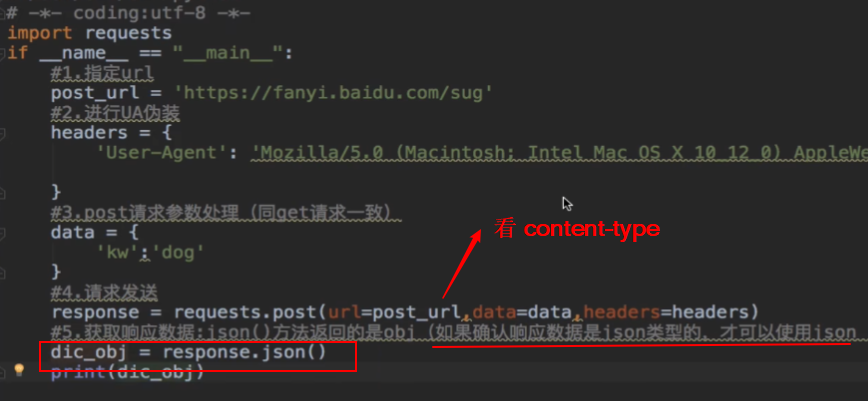 # -*- coding:utf-8 -*-
import requests
if __name__ == "__main__":
#1.指定url
post_url = 'https://fanyi.baidu.com/sug'
#2.进行UA伪装
headers = {
'User-Agent': 'Mozilla/5.0 (Macintosh; Intel Mac OS X 10_12_0) AppleWe
}
#3.post请求参数处理（同get请求一致）
data = {
'kw':'dog'
}
看 content-type
#4.请求发送
response = requests.post(url=post_url,data=data,headers=headers)
#5.获取响应数据:json()方法返回的是obj（如果确认响应数据是json类型的，才可以使用json
dic_obj = response.json()
print(dic_obj)